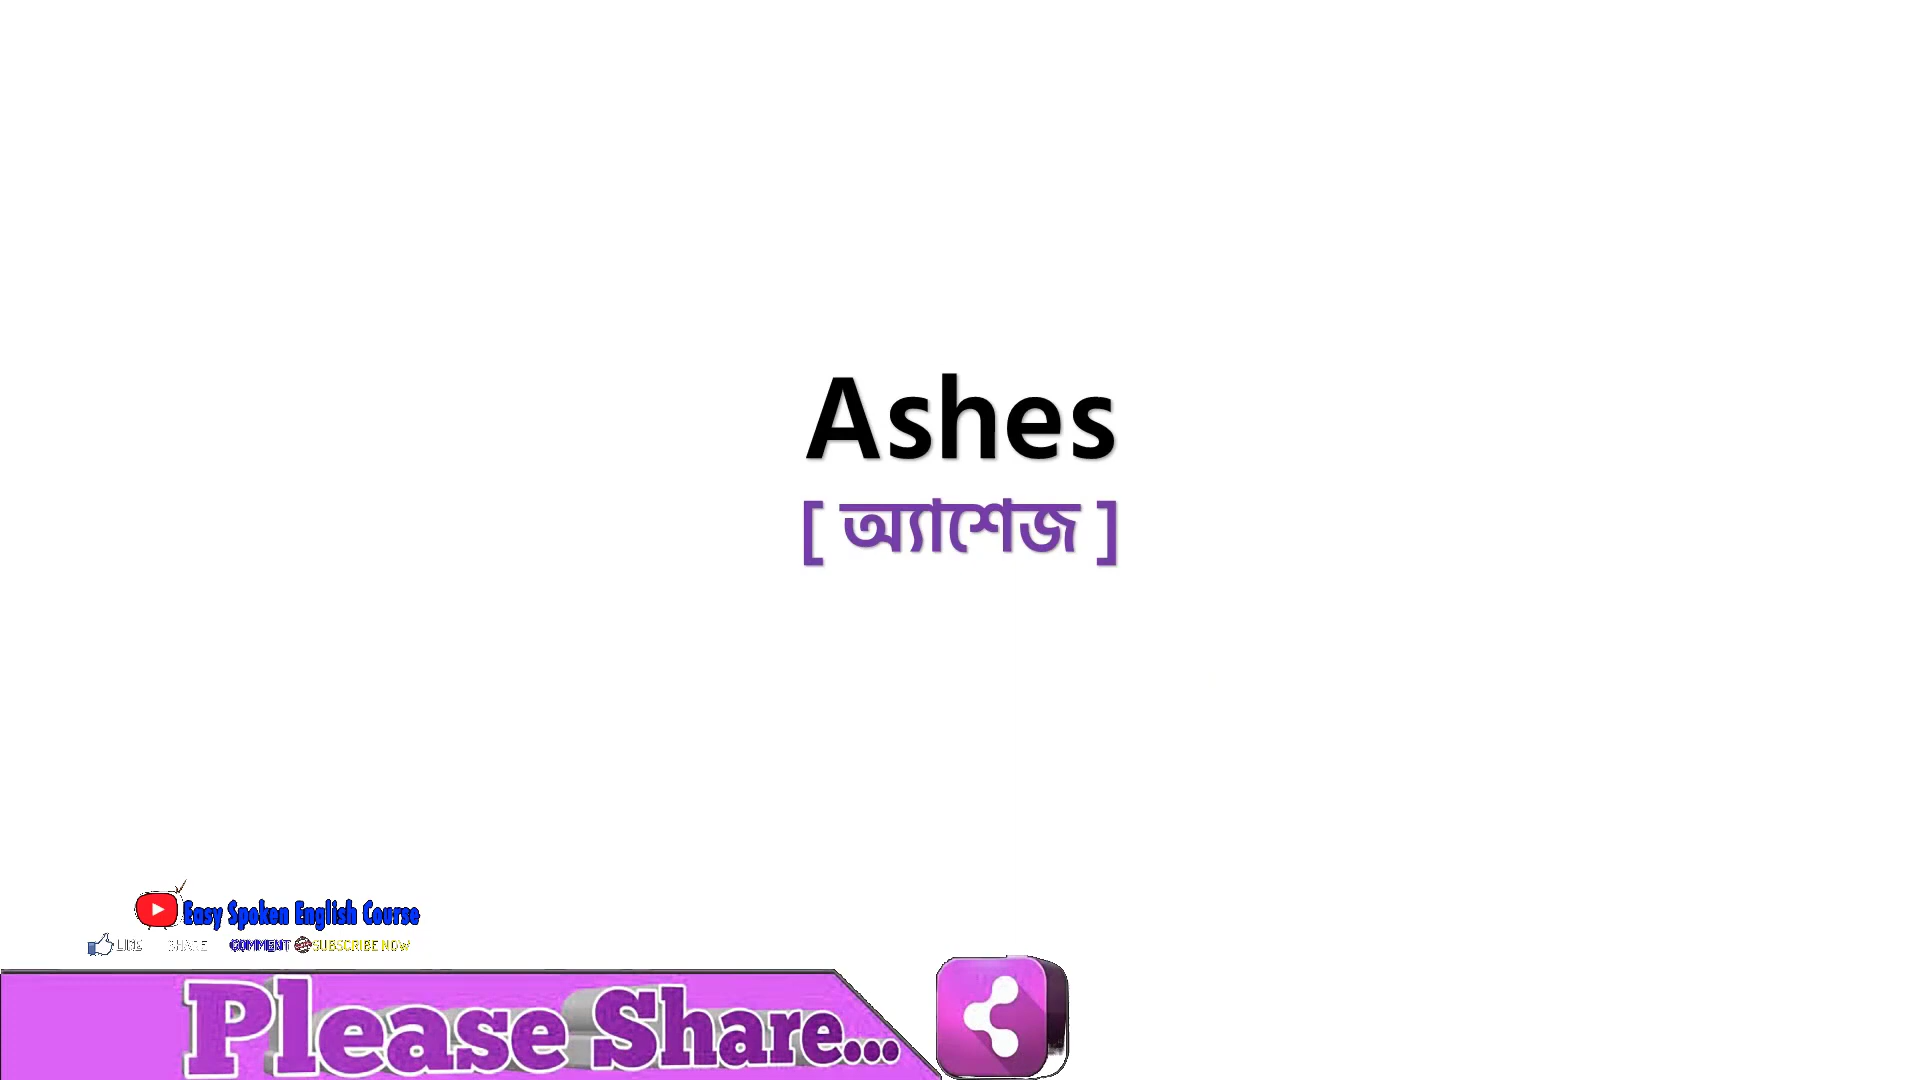 Ashes
[ অ্যাশেজ ]
Easy Spoken English Course
LIKE SHARE COMMENT SUBSCRIBE NOW
Please Share...